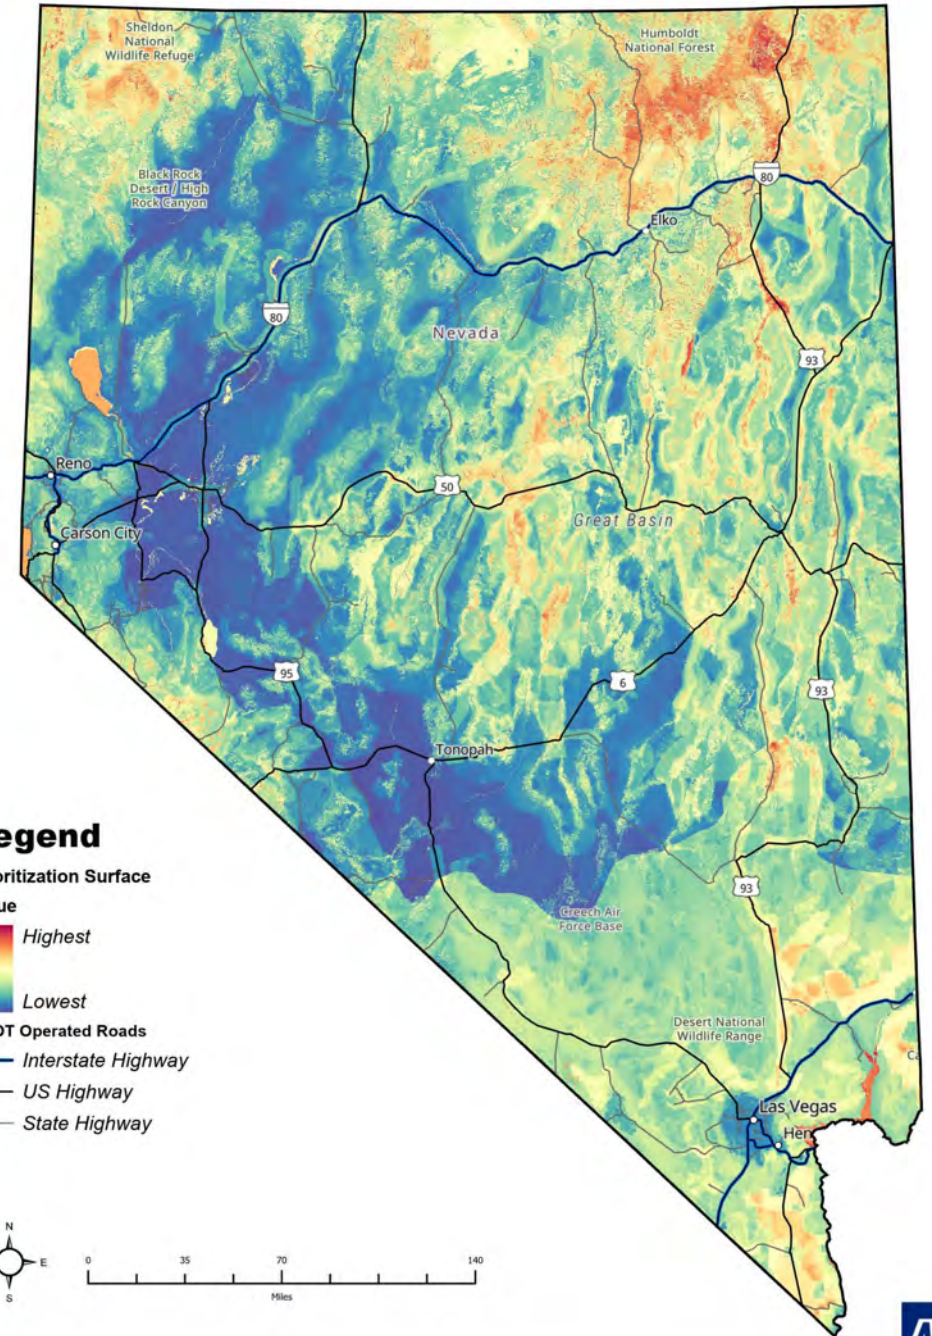 Sheldon
National
Wildlife Refuge
Humboldt
National Forest
Black Rock
Desert / High
Rock Canyon
80
Elko
80
Nevada
93
Reno
50
Great Basin
Carson City
95
6
93
Tonopah
egend
oritization Surface
ue
Highest
Lowest
OT Operated Roads
Interstate Highway
US Highway
State Highway
93
Creech Air
Force Base
Desert National
Wildlife Range
Ca
Las Vegas
Hen
N
E
S
0 35 70 140
Miles